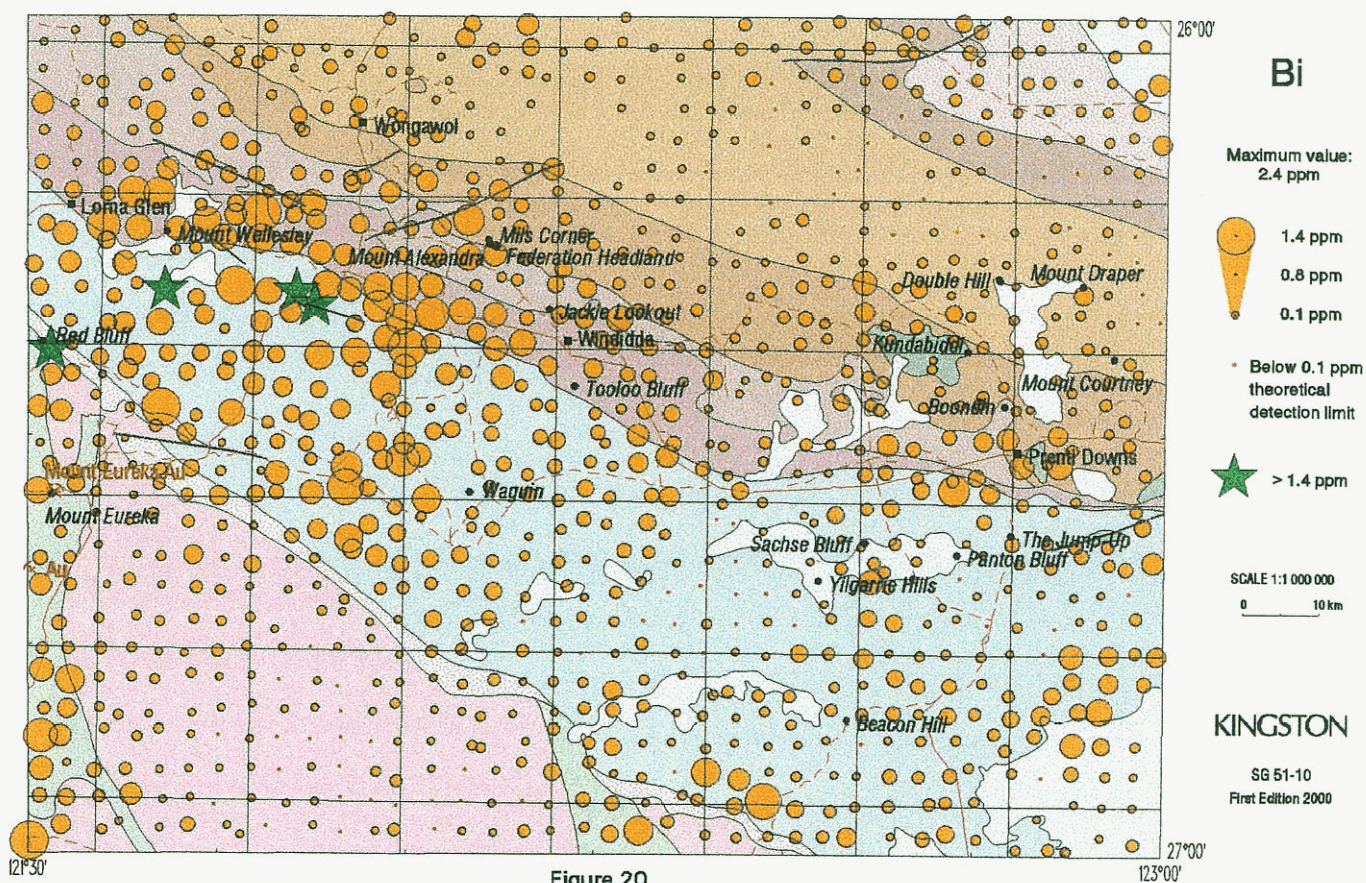 26°00'
Bi
Maximum value:
2.4 ppm
1.4 ppm
0.8 ppm
0.1 ppm
Below 0.1 ppm
theoretical
detection limit
> 1.4 ppm
SCALE 1:1 000 000
0 10 km
KINGSTON
SG 51-10
First Edition 2000
Wongawol
Lorna Glen
Mount Wellesley
Mils Corner
Mount Alexandra
Federation Headland
Double Hill
Mount Draper
Jackie Lookout
Red Bluff
Windidda
Kundabiddi
Mount Courtney
Tooloo Bluff
Boondin
Prenti Downs
Mount Eureka Au
Waguin
Mount Eureka
The Jump-Up
Sachse Bluff
Panton Bluff
Au
Yilgarrie Hills
Beacon Hill
27°00'
121°30'
123°00'
Figure 20